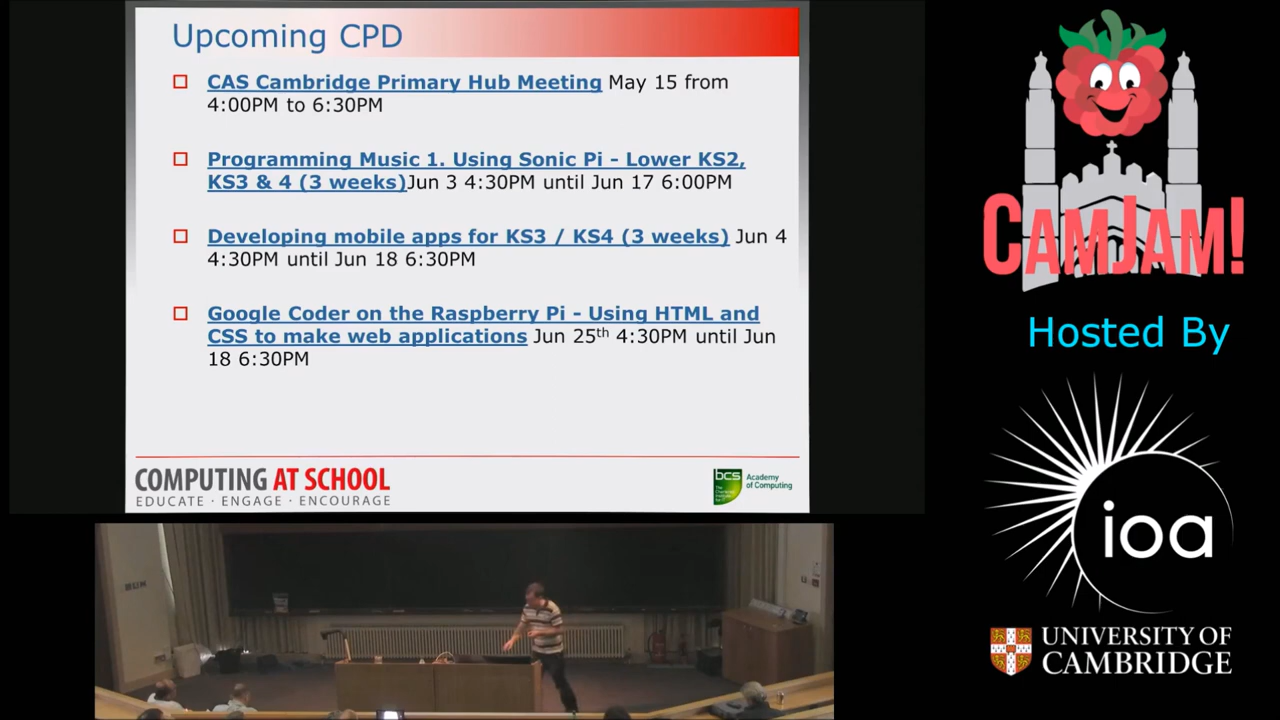 Upcoming CPD
CAS Cambridge Primary Hub Meeting May 15 from
4:00PM to 6:30PM
Programming Music 1. Using Sonic Pi - Lower KS2,
KS3 & 4 (3 weeks)Jun 3 4:30PM until Jun 17 6:00PM
Developing mobile apps for KS3 / KS4 (3 weeks) Jun 4
4:30PM until Jun 18 6:30PM
Google Coder on the Raspberry Pi - Using HTML and
CSS to make web applications Jun 25th 4:30PM until Jun
18 6:30PM
COMPUTING AT SCHOOL
EDUCATE · ENGAGE · ENCOURAGE
bcs
Academy
of Computing
CAMJAM!
Hosted By
ioa
UNIVERSITY OF
CAMBRIDGE